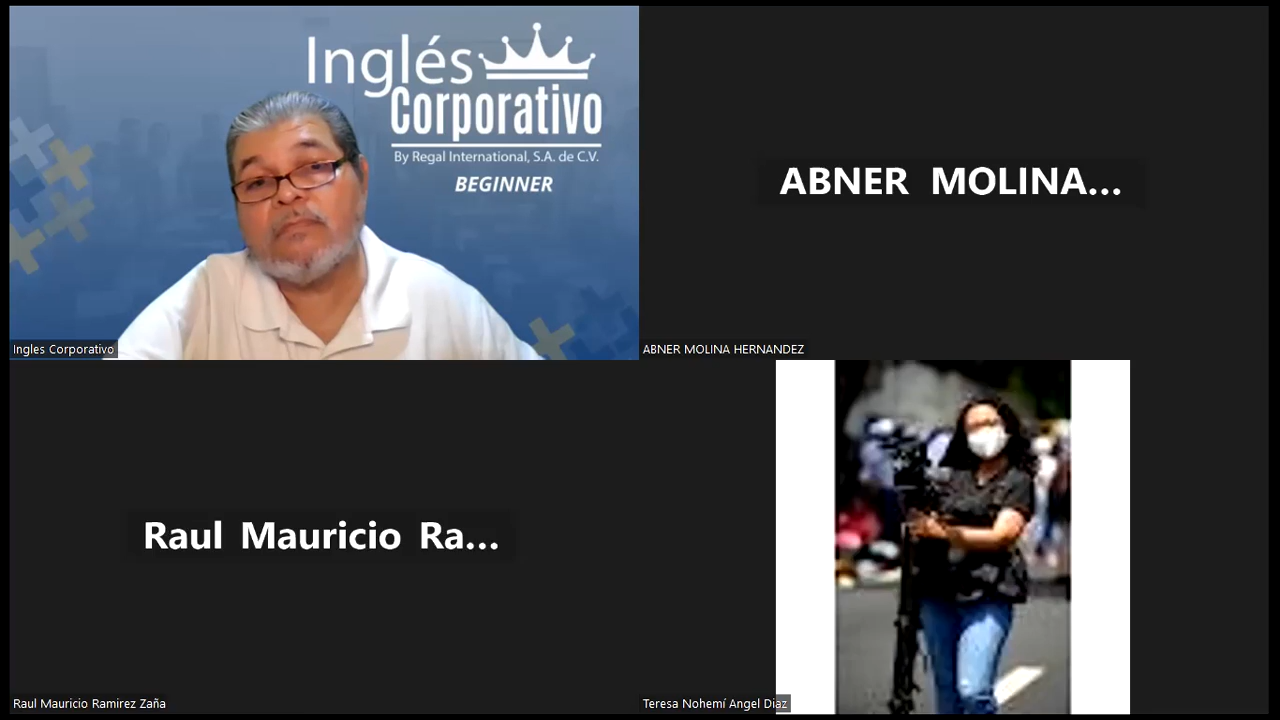 Inglés
Corporativo
By Regal International, S.A. de C.V.
BEGINNER
Ingles Corporativo
ABNER MOLINA...
ABNER MOLINA HERNANDEZ
Raul Mauricio Ra...
Raul Mauricio Ramirez Zaña
Teresa Nohemí Angel Diaz